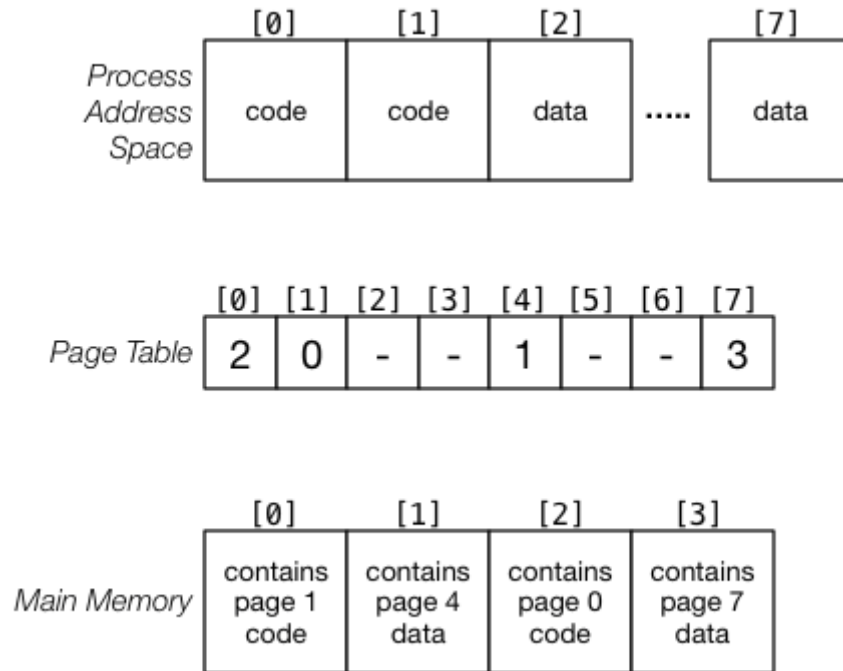 [0] [1] [2] [7]
Process
Address
Space
code code data ..... data
[0] [1] [2] [3] [4] [5] [6] [7]
Page Table 2 0 - - 1 - - 3
[0] [1] [2] [3]
Main Memory
contains contains contains contains
page 1 page 4 page 0 page 7
code data code data